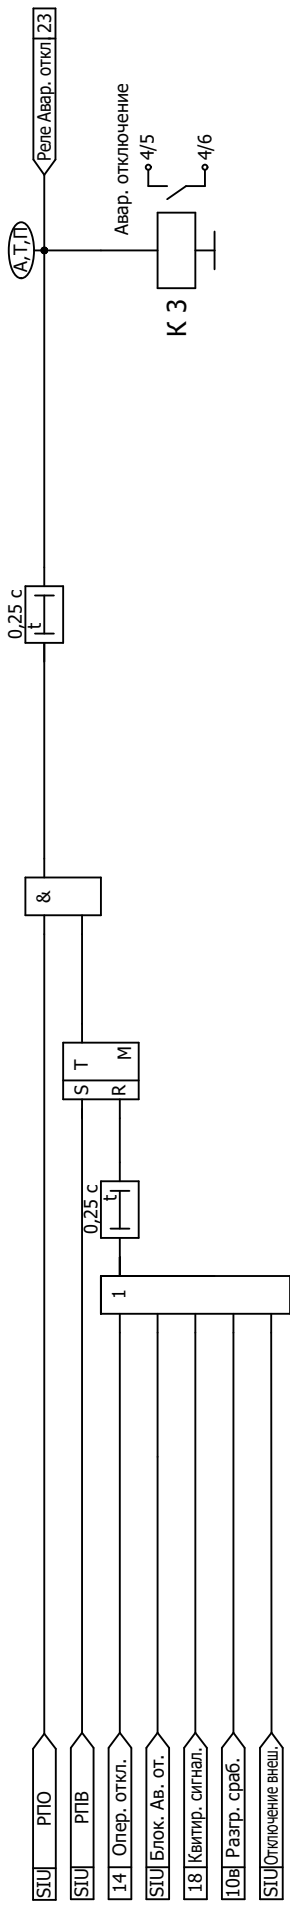 SIU РПО
SIU РПВ
14 Опер. откл.
SIU Блок. Ав. от.
18 Квитир. сигнал.
10в Разгр. сраб.
SIU Отключение внеш.
1
0,25 с
t
S T
R M
&
0,25 с
t
А,Т,П
Реле Авар. откл 23
Авар. отключение
К 3
4/5
4/6